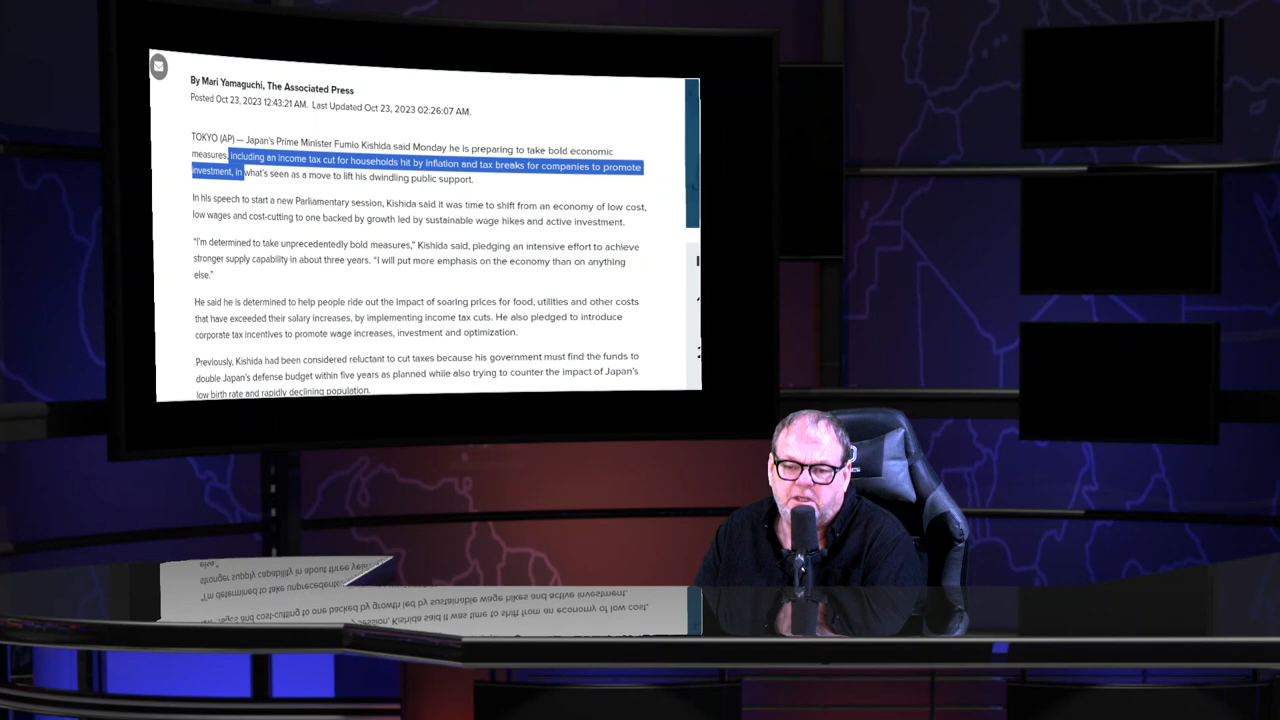 By Mari Yamaguchi, The Associated Press
Posted Oct 23, 2023 12:43:21 AM. Last Updated Oct 23, 2023 02:26:07 AM.
TOKYO (AP) — Japan's Prime Minister Fumio Kishida said Monday he is preparing to take bold economic
measures, including an income tax cut for households hit by inflation and tax breaks for companies to promote
investment, in what's seen as a move to lift his dwindling public support.
In his speech to start a new Parliamentary session, Kishida said it was time to shift from an economy of low cost,
low wages and cost-cutting to one backed by growth led by sustainable wage hikes and active investment.
"I'm determined to take unprecedentedly bold measures," Kishida said, pledging an intensive effort to achieve
stronger supply capability in about three years. "I will put more emphasis on the economy than on anything
else."
He said he is determined to help people ride out the impact of soaring prices for food, utilities and other costs
that have exceeded their salary increases, by implementing income tax cuts. He also pledged to introduce
corporate tax incentives to promote wage increases, investment and optimization.
Previously, Kishida had been considered reluctant to cut taxes because his government must find the funds to
double Japan's defense budget within five years as planned while also trying to counter the impact of Japan's
low birth rate and rapidly declining population.